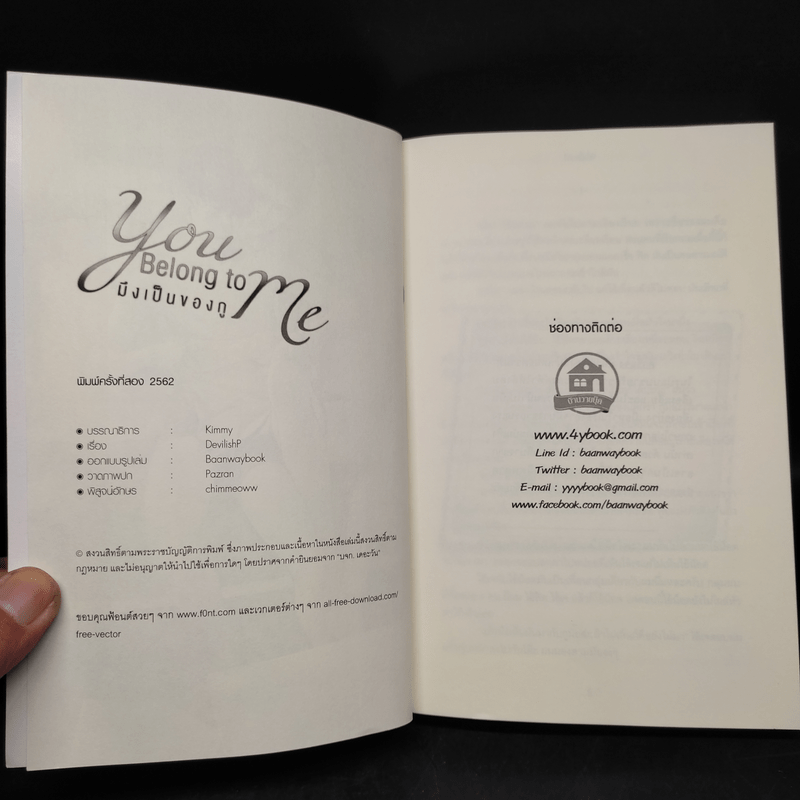 You
Belong to Me
มึงเป็นของกู
พิมพ์ครั้งที่สอง 2562
◉ บรรณาธิการ : Kimmy
◉ เรื่อง : DevilishP
◉ ออกแบบรูปเล่ม : Baanwaybook
◉ วาดภาพปก : Pazran
◉ พิสูจน์อักษร : chimmeoww
© สงวนสิทธิ์ตามพระราชบัญญัติการพิมพ์ ซึ่งภาพประกอบและเนื้อหาในหนังสือเล่มนี้สงวนสิทธิ์ตาม
กฎหมาย และไม่อนุญาตให้นำไปใช้เพื่อการใดๆ โดยปราศจากคำยินยอมจาก "บจก. เดอะวัน"
ขอบคุณฟ้อนต์สวยๆ จาก www.f0nt.com และเวกเตอร์ต่างๆ จาก all-free-download.com/
free-vector
ช่องทางติดต่อ
บ้านวายบุ๊ค
www.4ybook.com
Line Id : baanwaybook
Twitter : baanwaybook
E-mail : yyyybook@gmail.com
www.facebook.com/baanwaybook